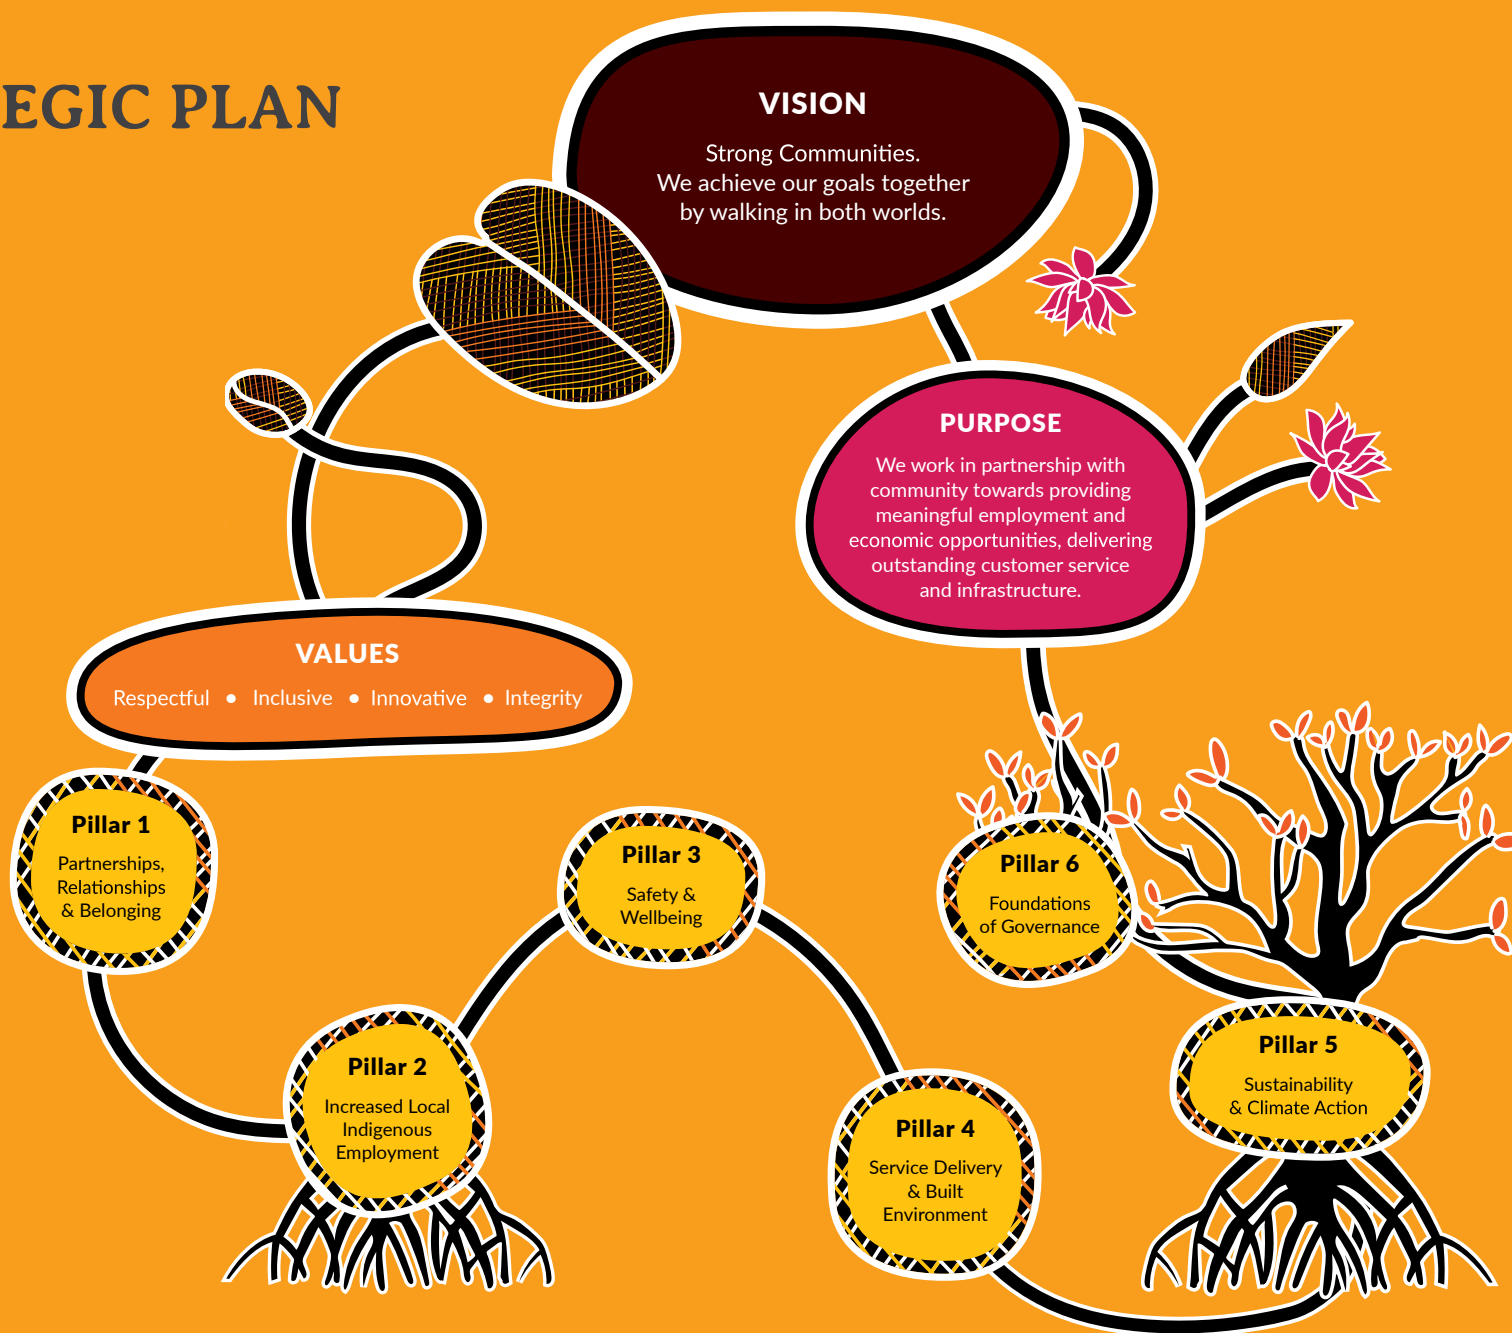 EGIC PLAN
VISION
Strong Communities.
We achieve our goals together
by walking in both worlds.
PURPOSE
We work in partnership with
community towards providing
meaningful employment and
economic opportunities, delivering
outstanding customer service
and infrastructure.
VALUES
Respectful • Inclusive • Innovative • Integrity
Pillar 1
Partnerships,
Relationships
& Belonging
Pillar 2
Increased Local
Indigenous
Employment
Pillar 3
Safety &
Wellbeing
Pillar 4
Service Delivery
& Built
Environment
Pillar 5
Sustainability
& Climate Action
Pillar 6
Foundations
of Governance